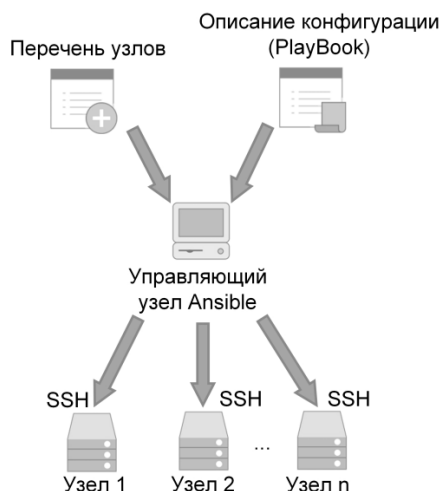 Перечень узлов
Описание конфигурации
(PlayBook)
Управляющий
узел Ansible
SSH
SSH
SSH
...
Узел 1
Узел 2
Узел n